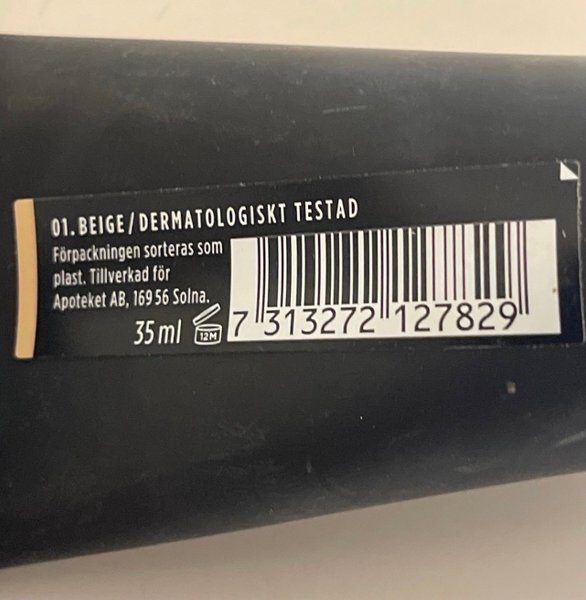 01. BEIGE/DERMATOLOGISKT TESTAD
Förpackningen sorteras som
plast. Tillverkad för
Apoteket AB, 169 56 Solna.
35 ml 12M
7 313272 127829